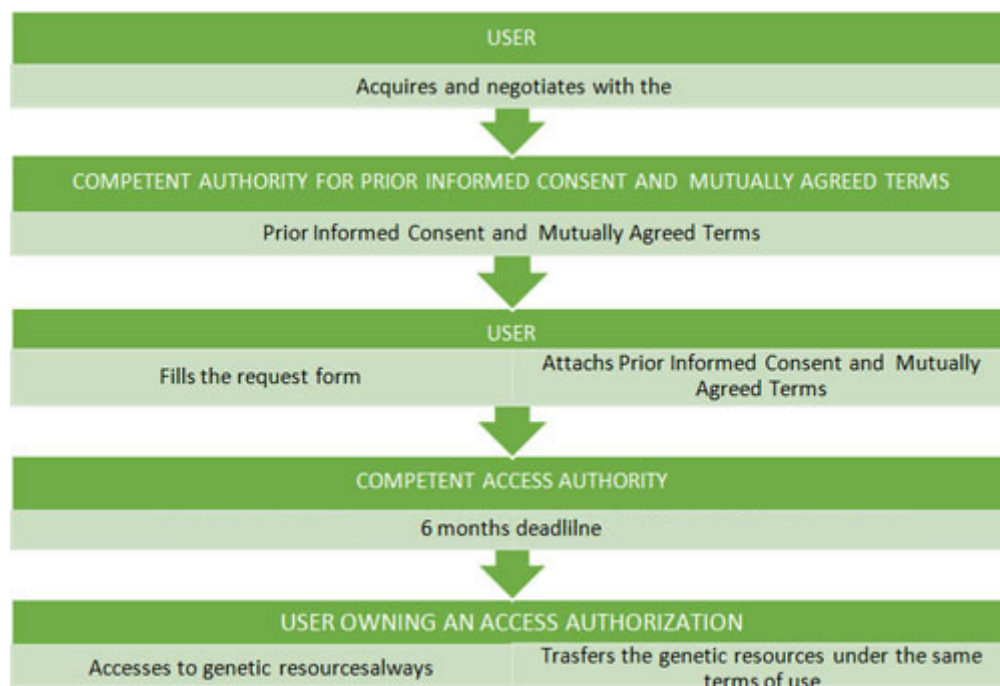 USER
Acquires and negotiates with the
COMPETENT AUTHORITY FOR PRIOR INFORMED CONSENT AND MUTUALLY AGREED TERMS
Prior Informed Consent and Mutually Agreed Terms
USER
Fills the request form
Attachs Prior Informed Consent and Mutually
Agreed Terms
COMPETENT ACCESS AUTHORITY
6 months deadlilne
USER OWNING AN ACCESS AUTHORIZATION
Accesses to genetic resourcesalways
Trasfers the genetic resources under the same
terms of use